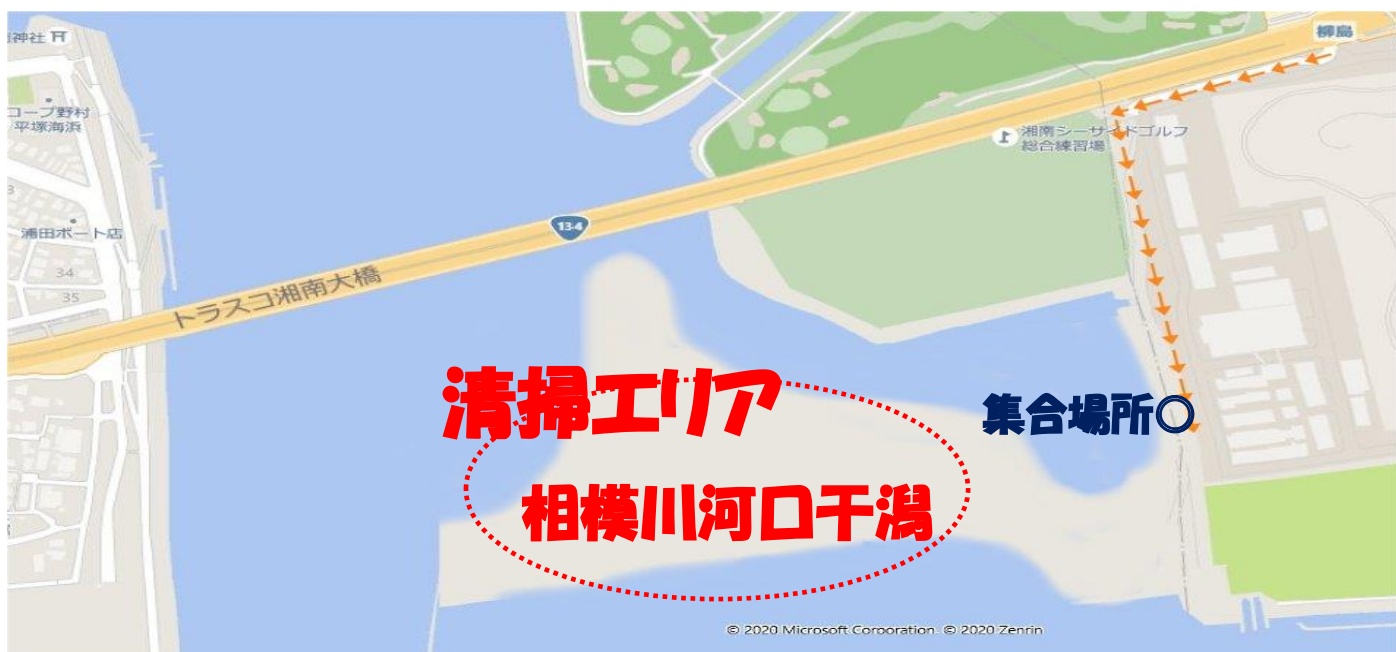 神社
柳島
コープ野村
平塚海浜
湘南シーサイドゴルフ
総合練習場
浦田ボート店
134
34
35
トラスコ湘南大橋
清掃エリア
集合場所◎
相模川河口干潟
© 2020 Microsoft Corporation © 2020 Zenrin